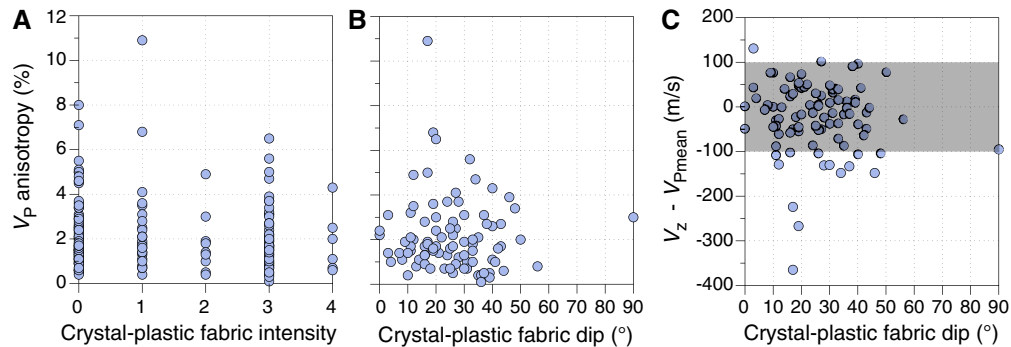 A
B
C
12
10
8
6
4
2
0
V_P anisotropy (%)
0 1 2 3 4
Crystal-plastic fabric intensity
0 10 20 30 40 50 60 70 80 90
Crystal-plastic fabric dip (°)
200
100
0
-100
-200
-300
-400
V_z - V_Pmean (m/s)
0 10 20 30 40 50 60 70 80 90
Crystal-plastic fabric dip (°)